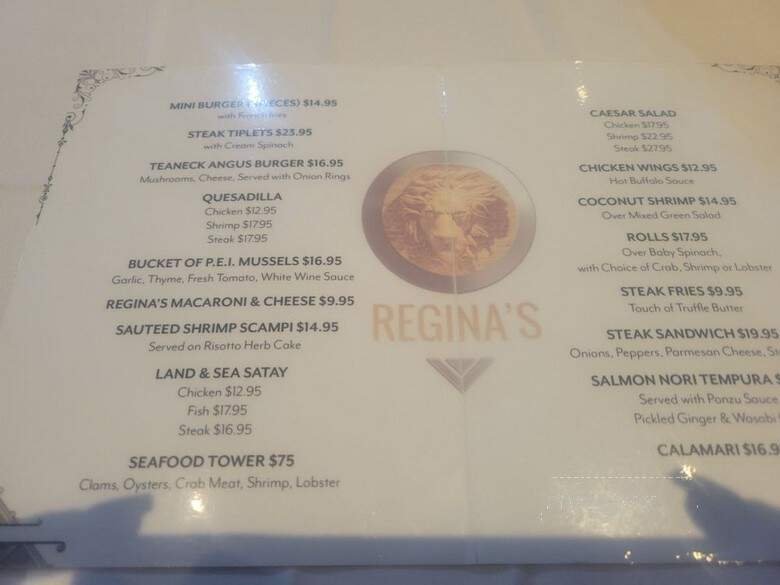 MINI BURGER PIECES) $14.95
with French fries
STEAK TIPLETS $23.95
with Cream Spinach
TEANECK ANGUS BURGER $16.95
Mushrooms, Cheese, Served with Onion Rings
QUESADILLA
Chicken $12.95
Shrimp $17.95
Steak $17.95
BUCKET OF P.E.I. MUSSELS $16.95
Garlic, Thyme, Fresh Tomato, White Wine Sauce
REGINA'S MACARONI & CHEESE $9.95
SAUTEED SHRIMP SCAMPI $14.95
Served on Risotto Herb Cake
LAND & SEA SATAY
Chicken $12.95
Fish $17.95
Steak $16.95
SEAFOOD TOWER $75
Clams, Oysters, Crab Meat, Shrimp, Lobster
REGINA'S
CAESAR SALAD
Chicken $17.95
Shrimp $22.95
Steak $27.95
CHICKEN WINGS $12.95
Hot Buffalo Sauce
COCONUT SHRIMP $14.95
Over Mixed Green Salad
ROLLS $17.95
Over Baby Spinach,
with Choice of Crab, Shrimp or Lobster
STEAK FRIES $9.95
Touch of Truffle Butter
STEAK SANDWICH $19.95
Onions, Peppers, Parmesan Cheese, St
SALMON NORI TEMPURA $
Served with Ponzu Sauce
Pickled Ginger & Wasabi
CALAMARI $16.9